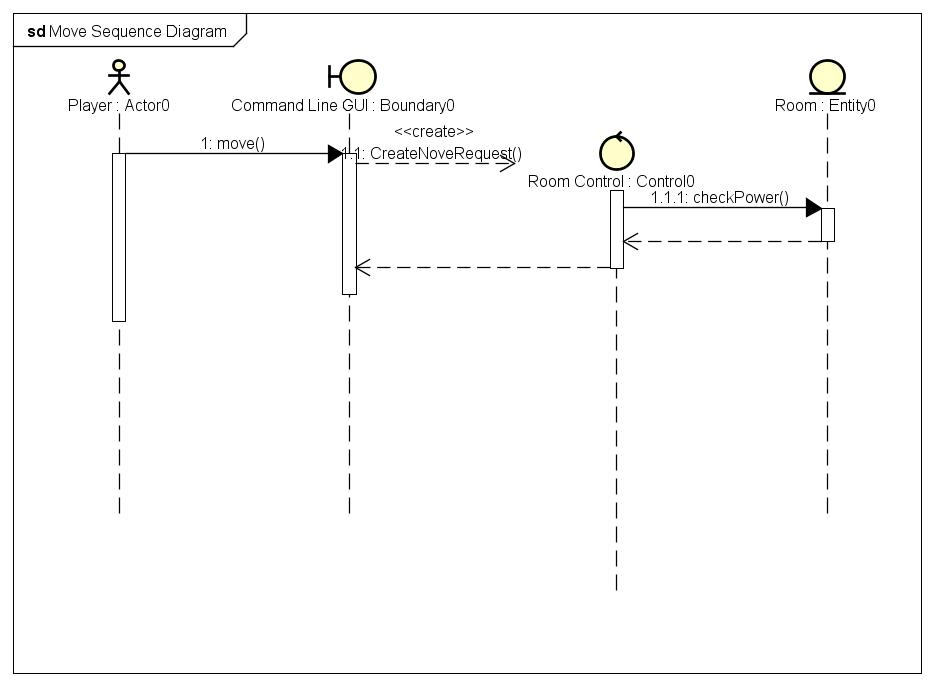 sd Move Sequence Diagram
Player : Actor0
Command Line GUI : Boundary0
Room : Entity0
<<create>>
1: move()
1.1: CreateNoveRequest()
Room Control : Control0
1.1.1: checkPower()